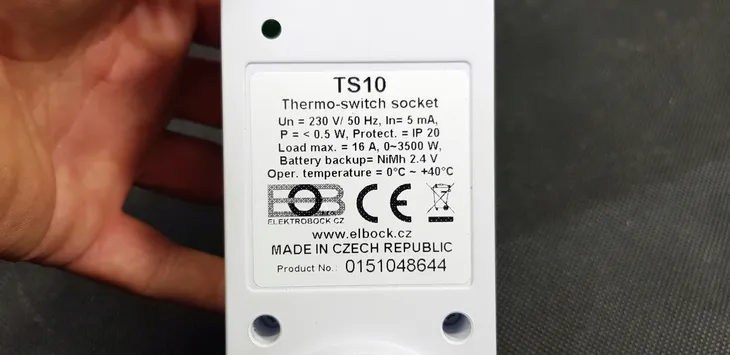 TS10
Thermo-switch socket
Un = 230 V/ 50 Hz, In= 5 mA,
P = < 0.5 W, Protect. = IP 20
Load max. = 16 A, 0~3500 W,
Battery backup= NiMh 2.4 V
Oper. temperature = 0°C ~ +40°C
EOB CE
ELEKTROBOCK CZ
www.elbock.cz
MADE IN CZECH REPUBLIC
Product No.: 0151048644